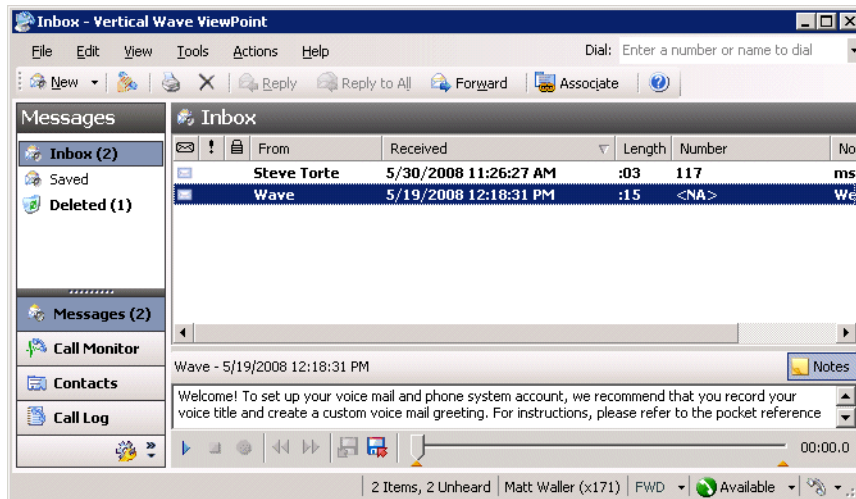 Inbox - Vertical Wave ViewPoint
File Edit View Tools Actions Help Dial: Enter a number or name to dial
New Reply Reply to All Forward Associate
Messages
Inbox
Inbox (2)
Saved
Deleted (1)
From Received Length Number No
Steve Torte 5/30/2008 11:26:27 AM :03 117 ms
Wave 5/19/2008 12:18:31 PM :15 <NA> We
Messages (2)
Call Monitor
Contacts
Call Log
Wave - 5/19/2008 12:18:31 PM Notes
Welcome! To set up your voice mail and phone system account, we recommend that you record your
voice title and create a custom voice mail greeting. For instructions, please refer to the pocket reference
00:00.0
2 Items, 2 Unheard Matt Waller (x171) FWD Available